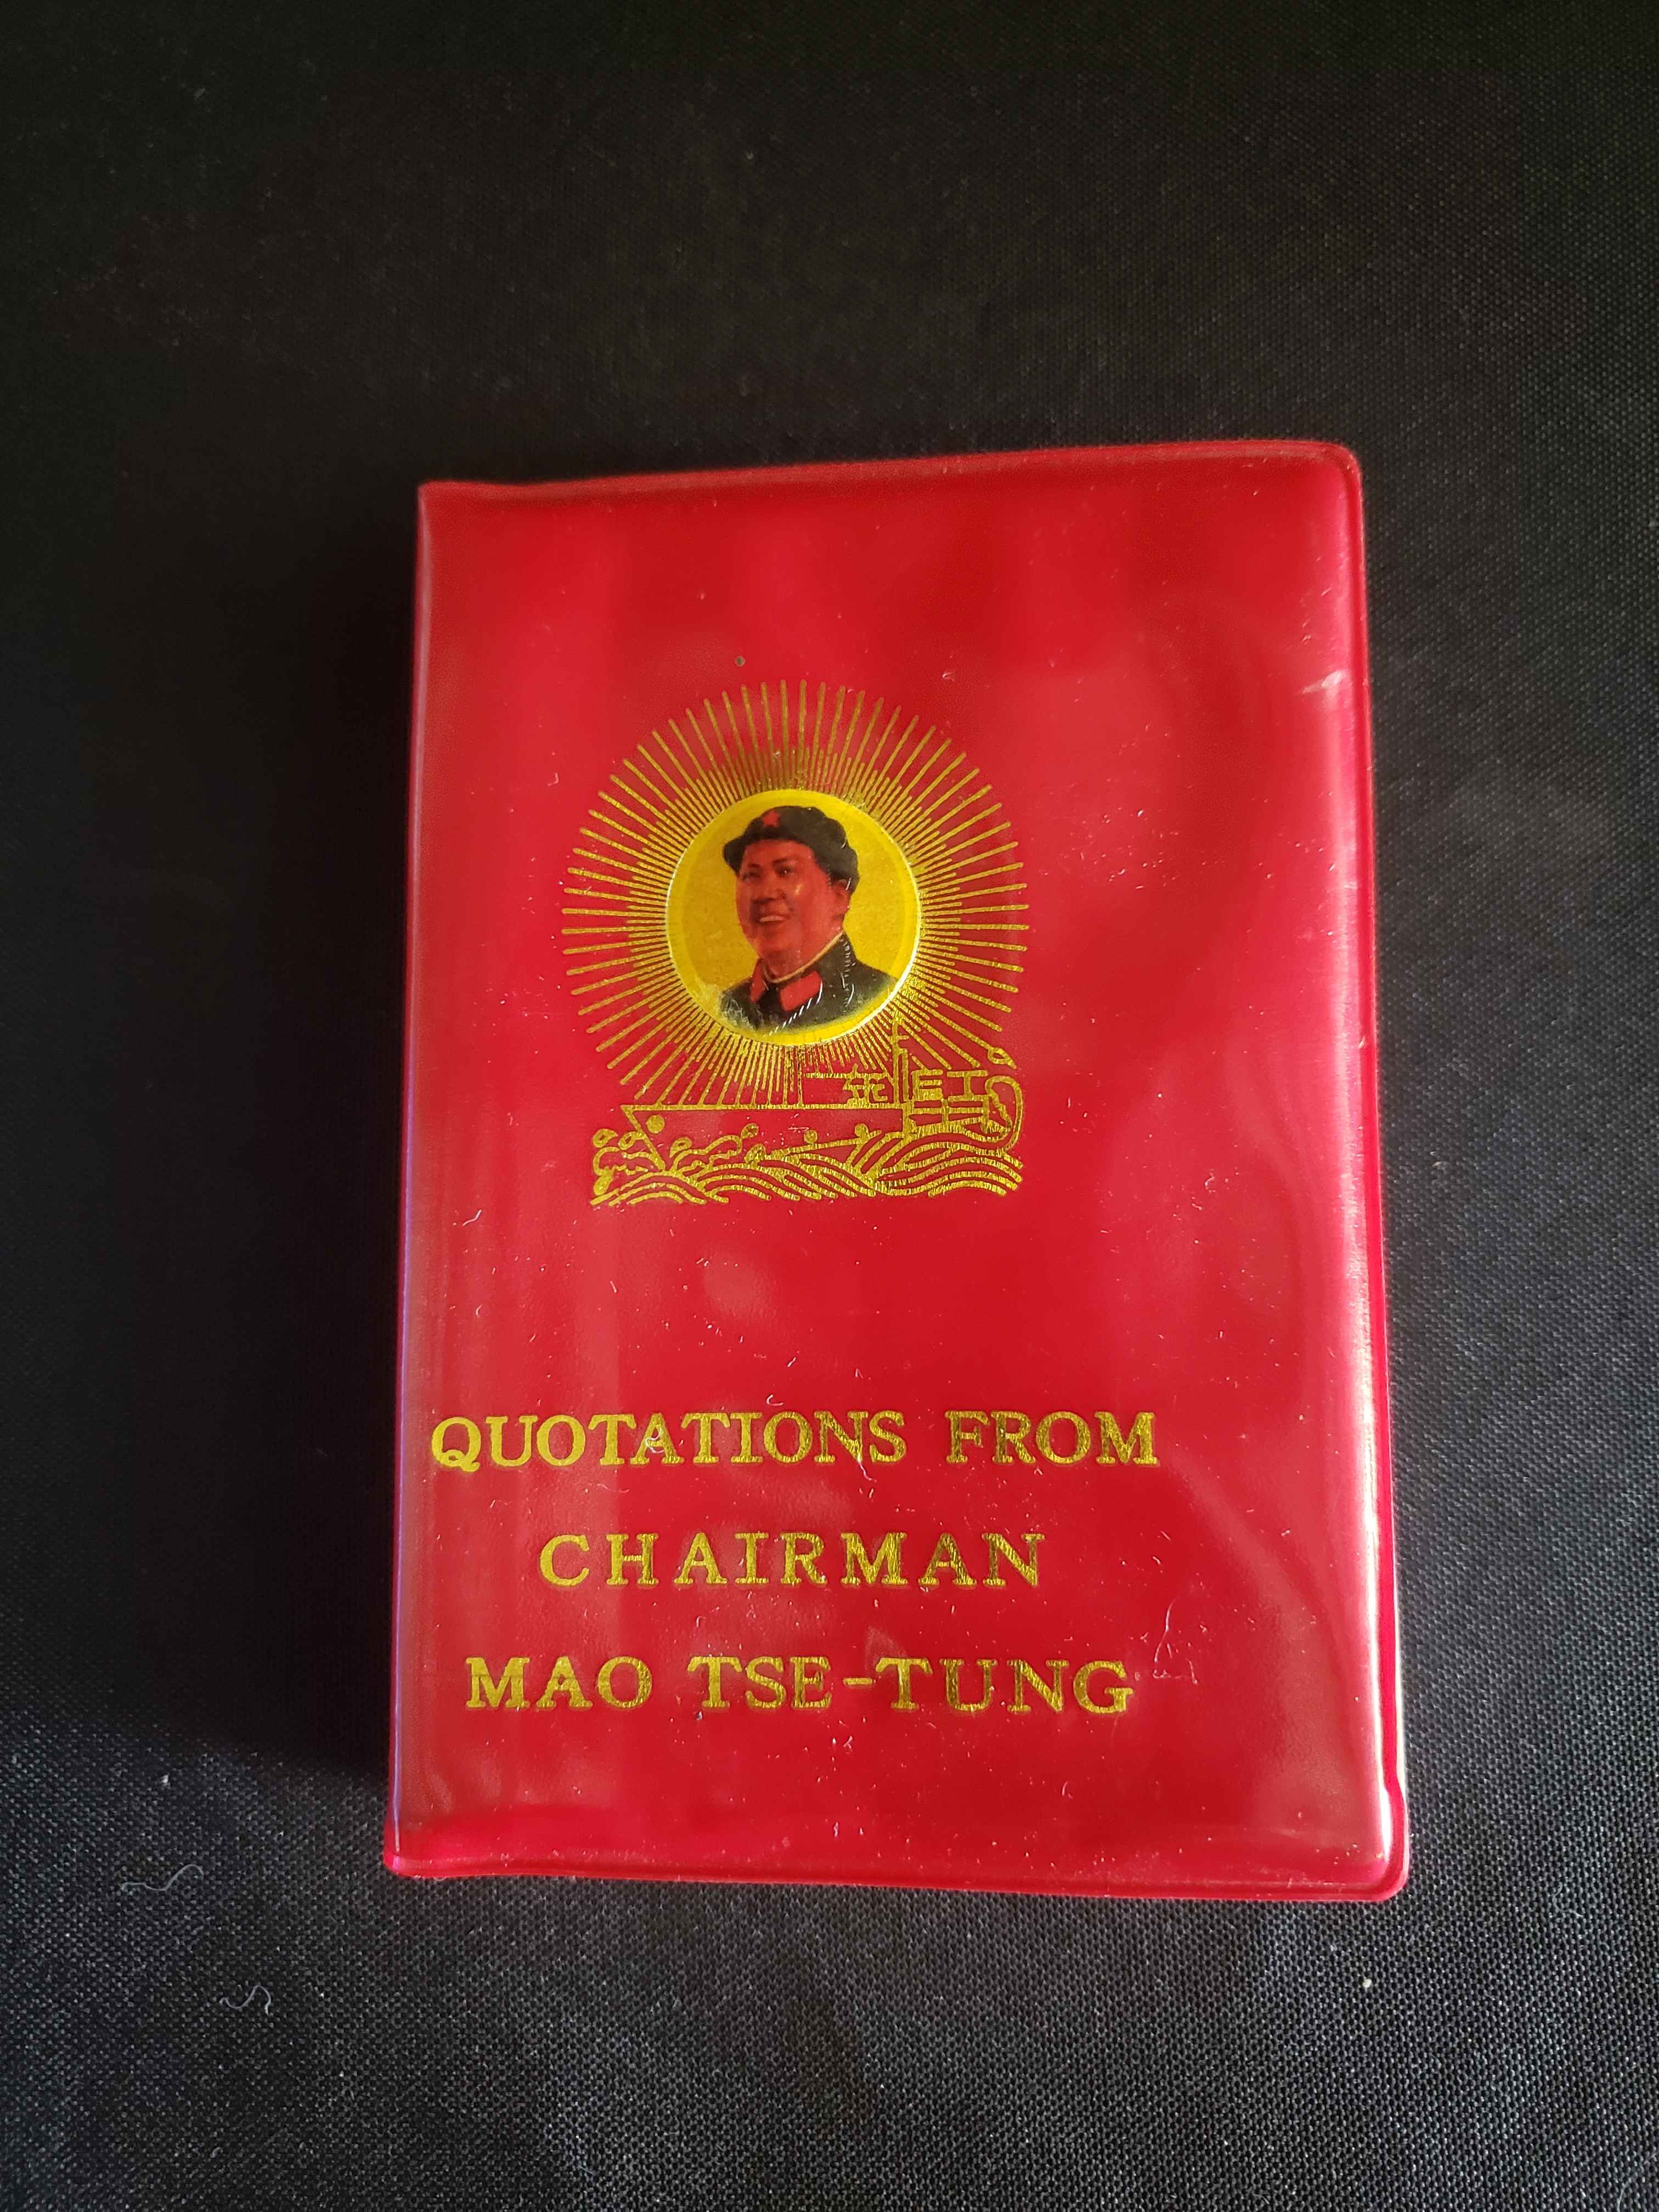 QUOTATIONS FROM
CHAIRMAN
MAO TSE-TUNG